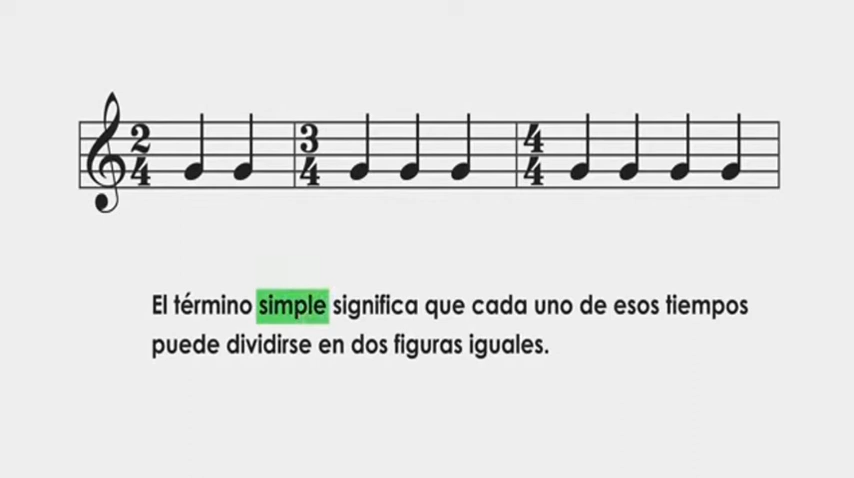 2 3 4
4 4 4
El término simple significa que cada uno de esos tiempos
puede dividirse en dos figuras iguales.